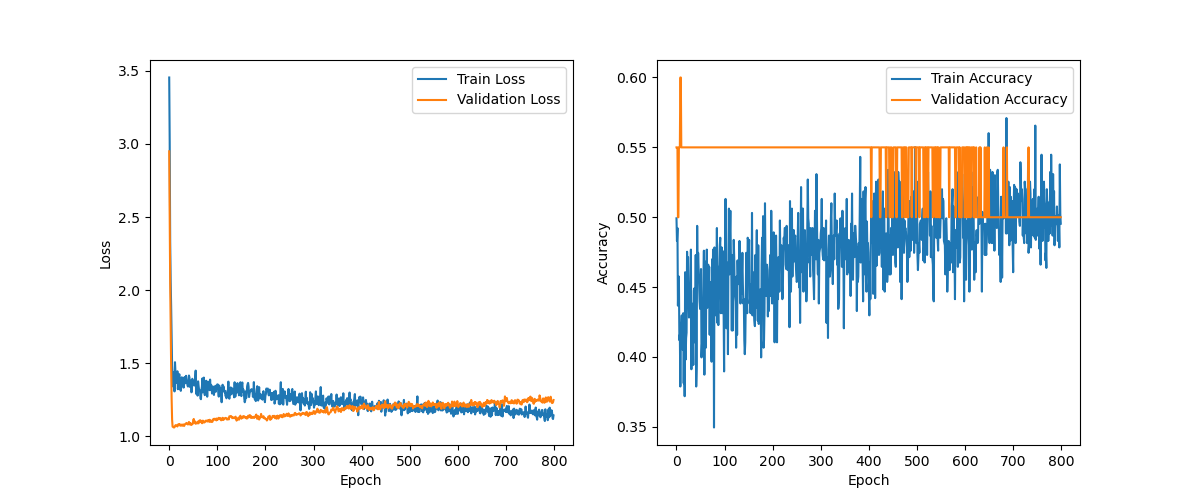 Train Loss
Validation Loss
3.5
3.0
2.5
2.0
1.5
1.0
Loss
0 100 200 300 400 500 600 700 800
Epoch
Train Accuracy
Validation Accuracy
0.60
0.55
0.50
0.45
0.40
0.35
Accuracy
0 100 200 300 400 500 600 700 800
Epoch